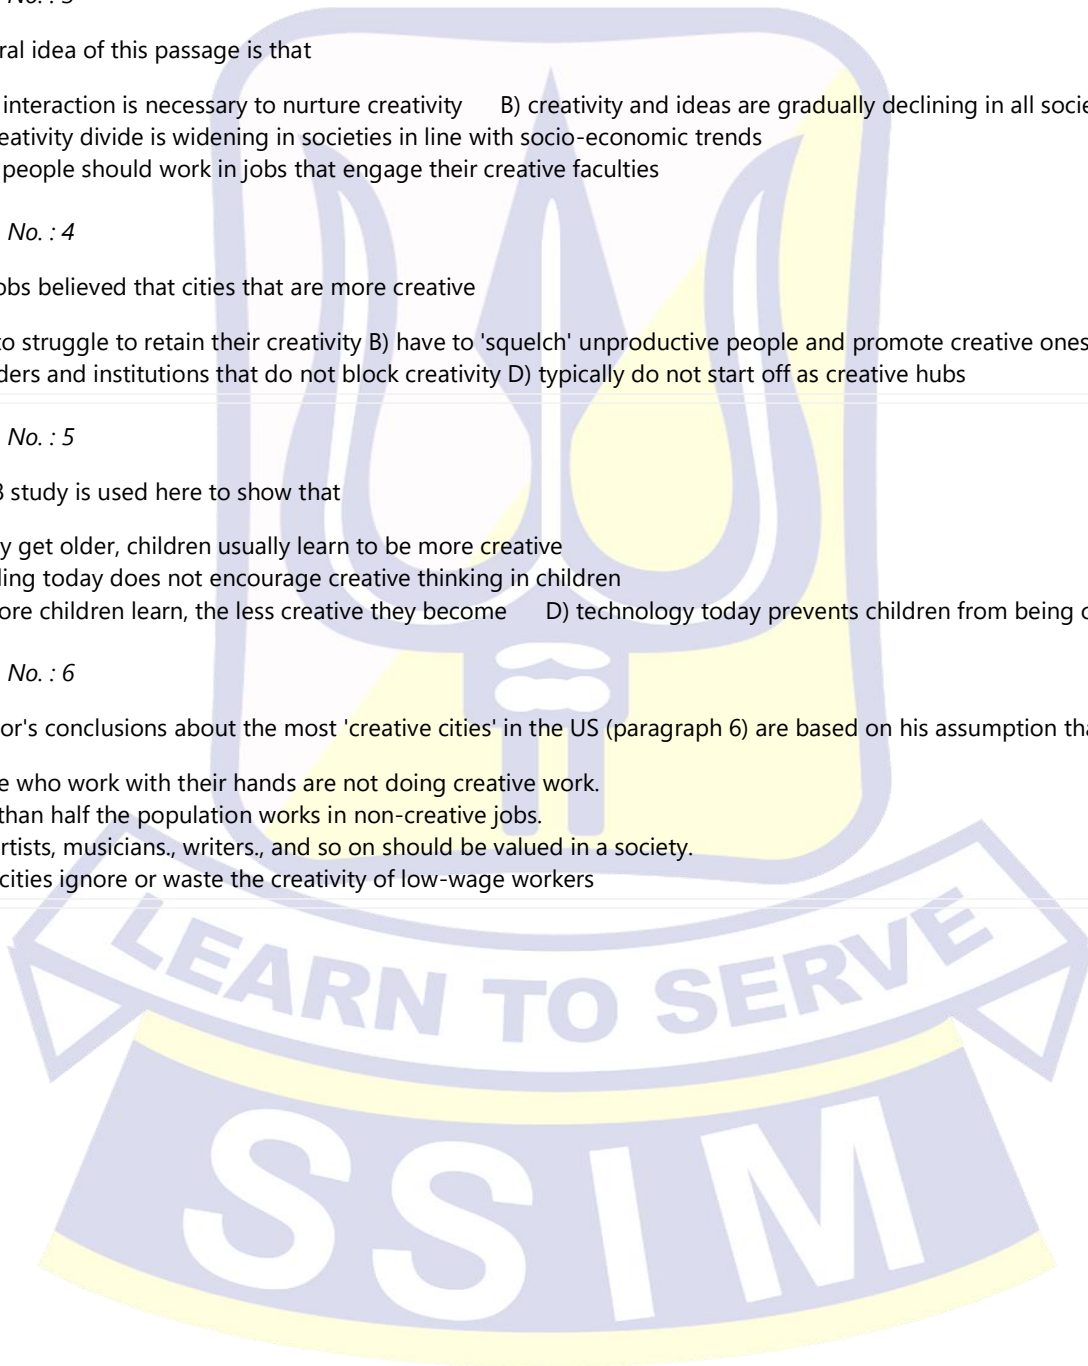 No. : 3
ral idea of this passage is that
interaction is necessary to nurture creativity B) creativity and ideas are gradually declining in all socie
eativity divide is widening in societies in line with socio-economic trends
people should work in jobs that engage their creative faculties
No. : 4
obs believed that cities that are more creative
to struggle to retain their creativity B) have to 'squelch' unproductive people and promote creative ones
ders and institutions that do not block creativity D) typically do not start off as creative hubs
No. : 5
3 study is used here to show that
y get older, children usually learn to be more creative
ling today does not encourage creative thinking in children
ore children learn, the less creative they become D) technology today prevents children from being c
No. : 6
or's conclusions about the most 'creative cities' in the US (paragraph 6) are based on his assumption tha
e who work with their hands are not doing creative work.
than half the population works in non-creative jobs.
rtists, musicians., writers., and so on should be valued in a society.
cities ignore or waste the creativity of low-wage workers
LEARN TO SERVE
SSIM